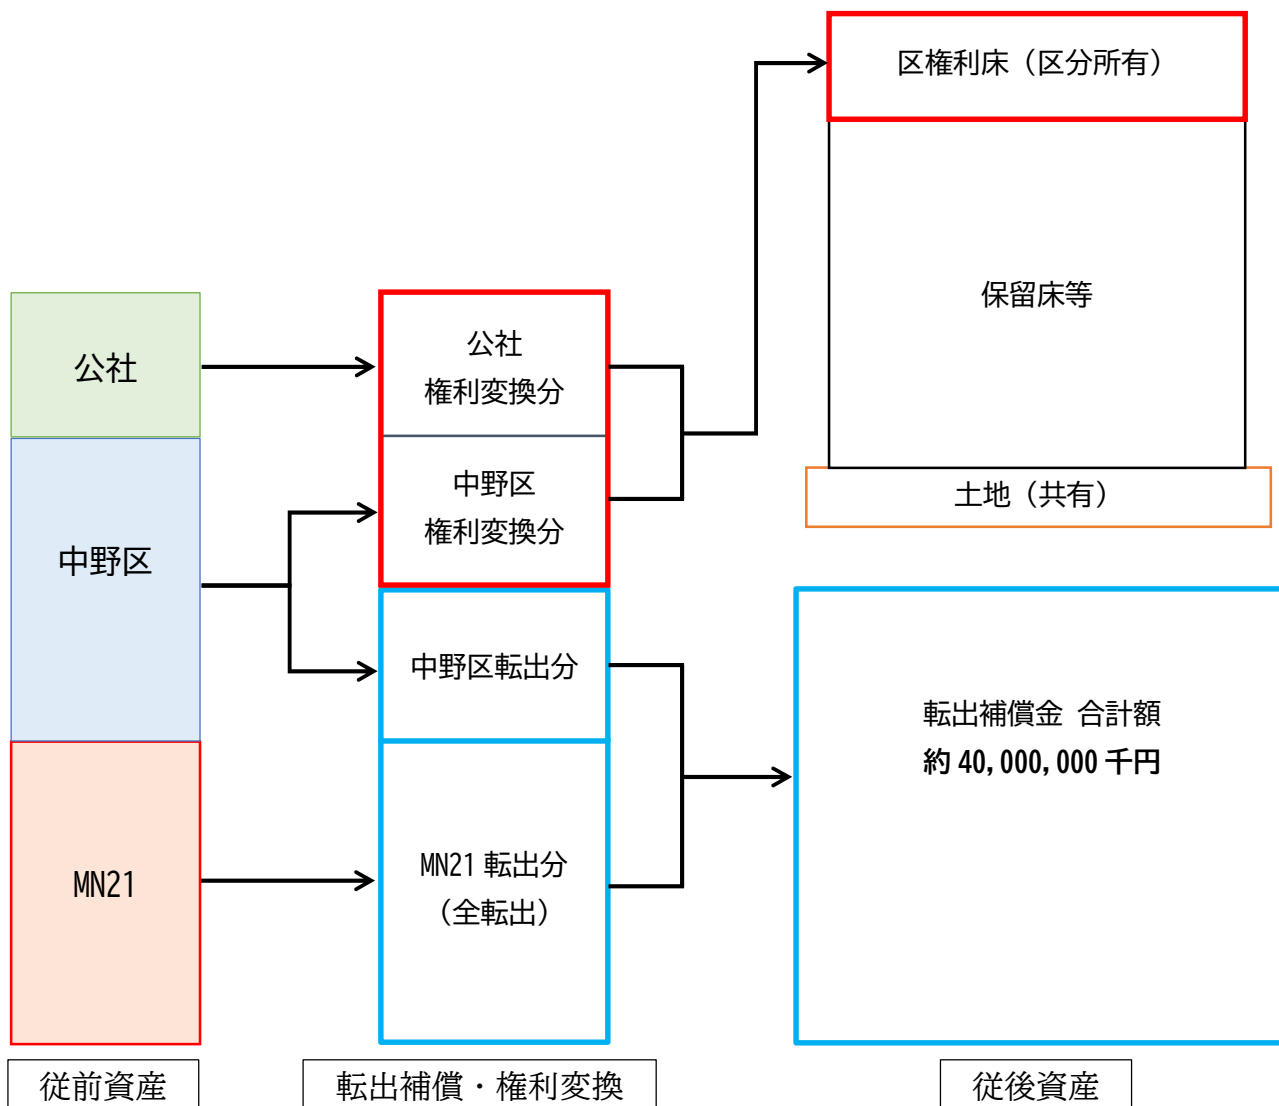 区権利床（区分所有）
保留床等
土地（共有）
公社
中野区
MN21
公社
権利変換分
中野区
権利変換分
中野区転出分
MN21 転出分
（全転出）
転出補償金 合計額
約 40,000,000 千円
従前資産
転出補償・権利変換
従後資産